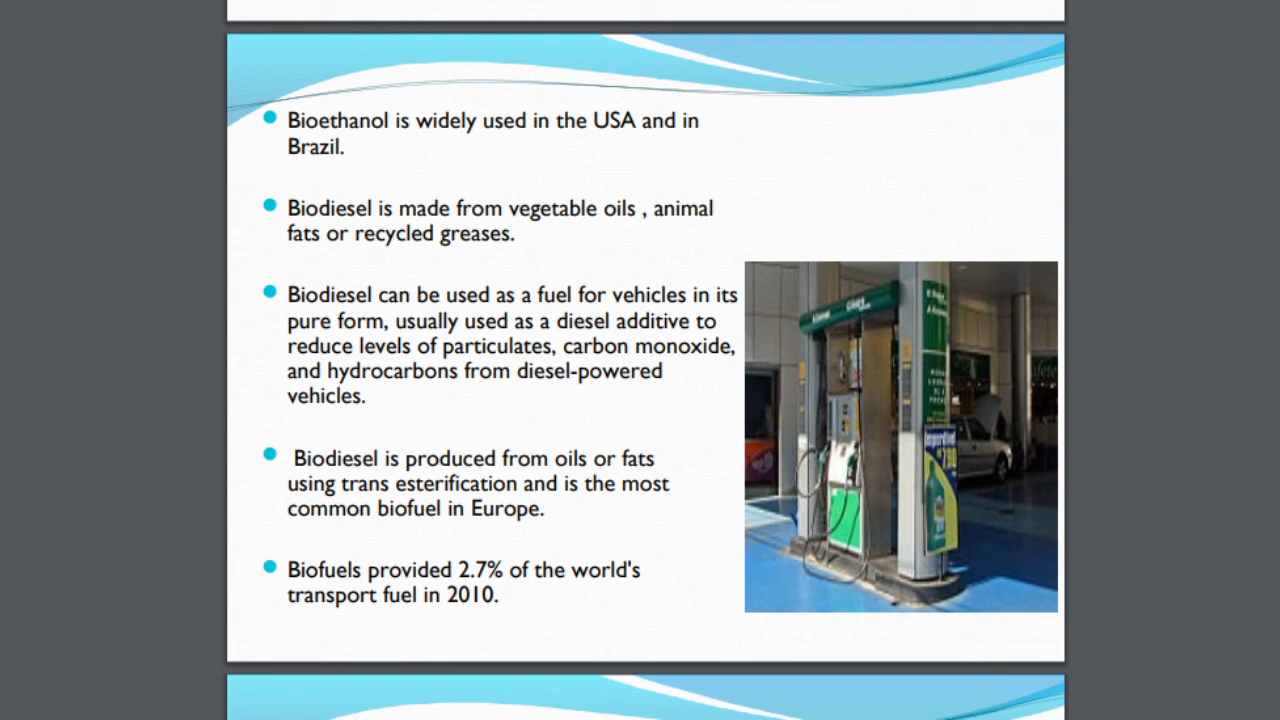 Bioethanol is widely used in the USA and in
Brazil.
Biodiesel is made from vegetable oils , animal
fats or recycled greases.
Biodiesel can be used as a fuel for vehicles in its
pure form, usually used as a diesel additive to
reduce levels of particulates, carbon monoxide,
and hydrocarbons from diesel-powered
vehicles.
Biodiesel is produced from oils or fats
using trans esterification and is the most
common biofuel in Europe.
Biofuels provided 2.7% of the world's
transport fuel in 2010.